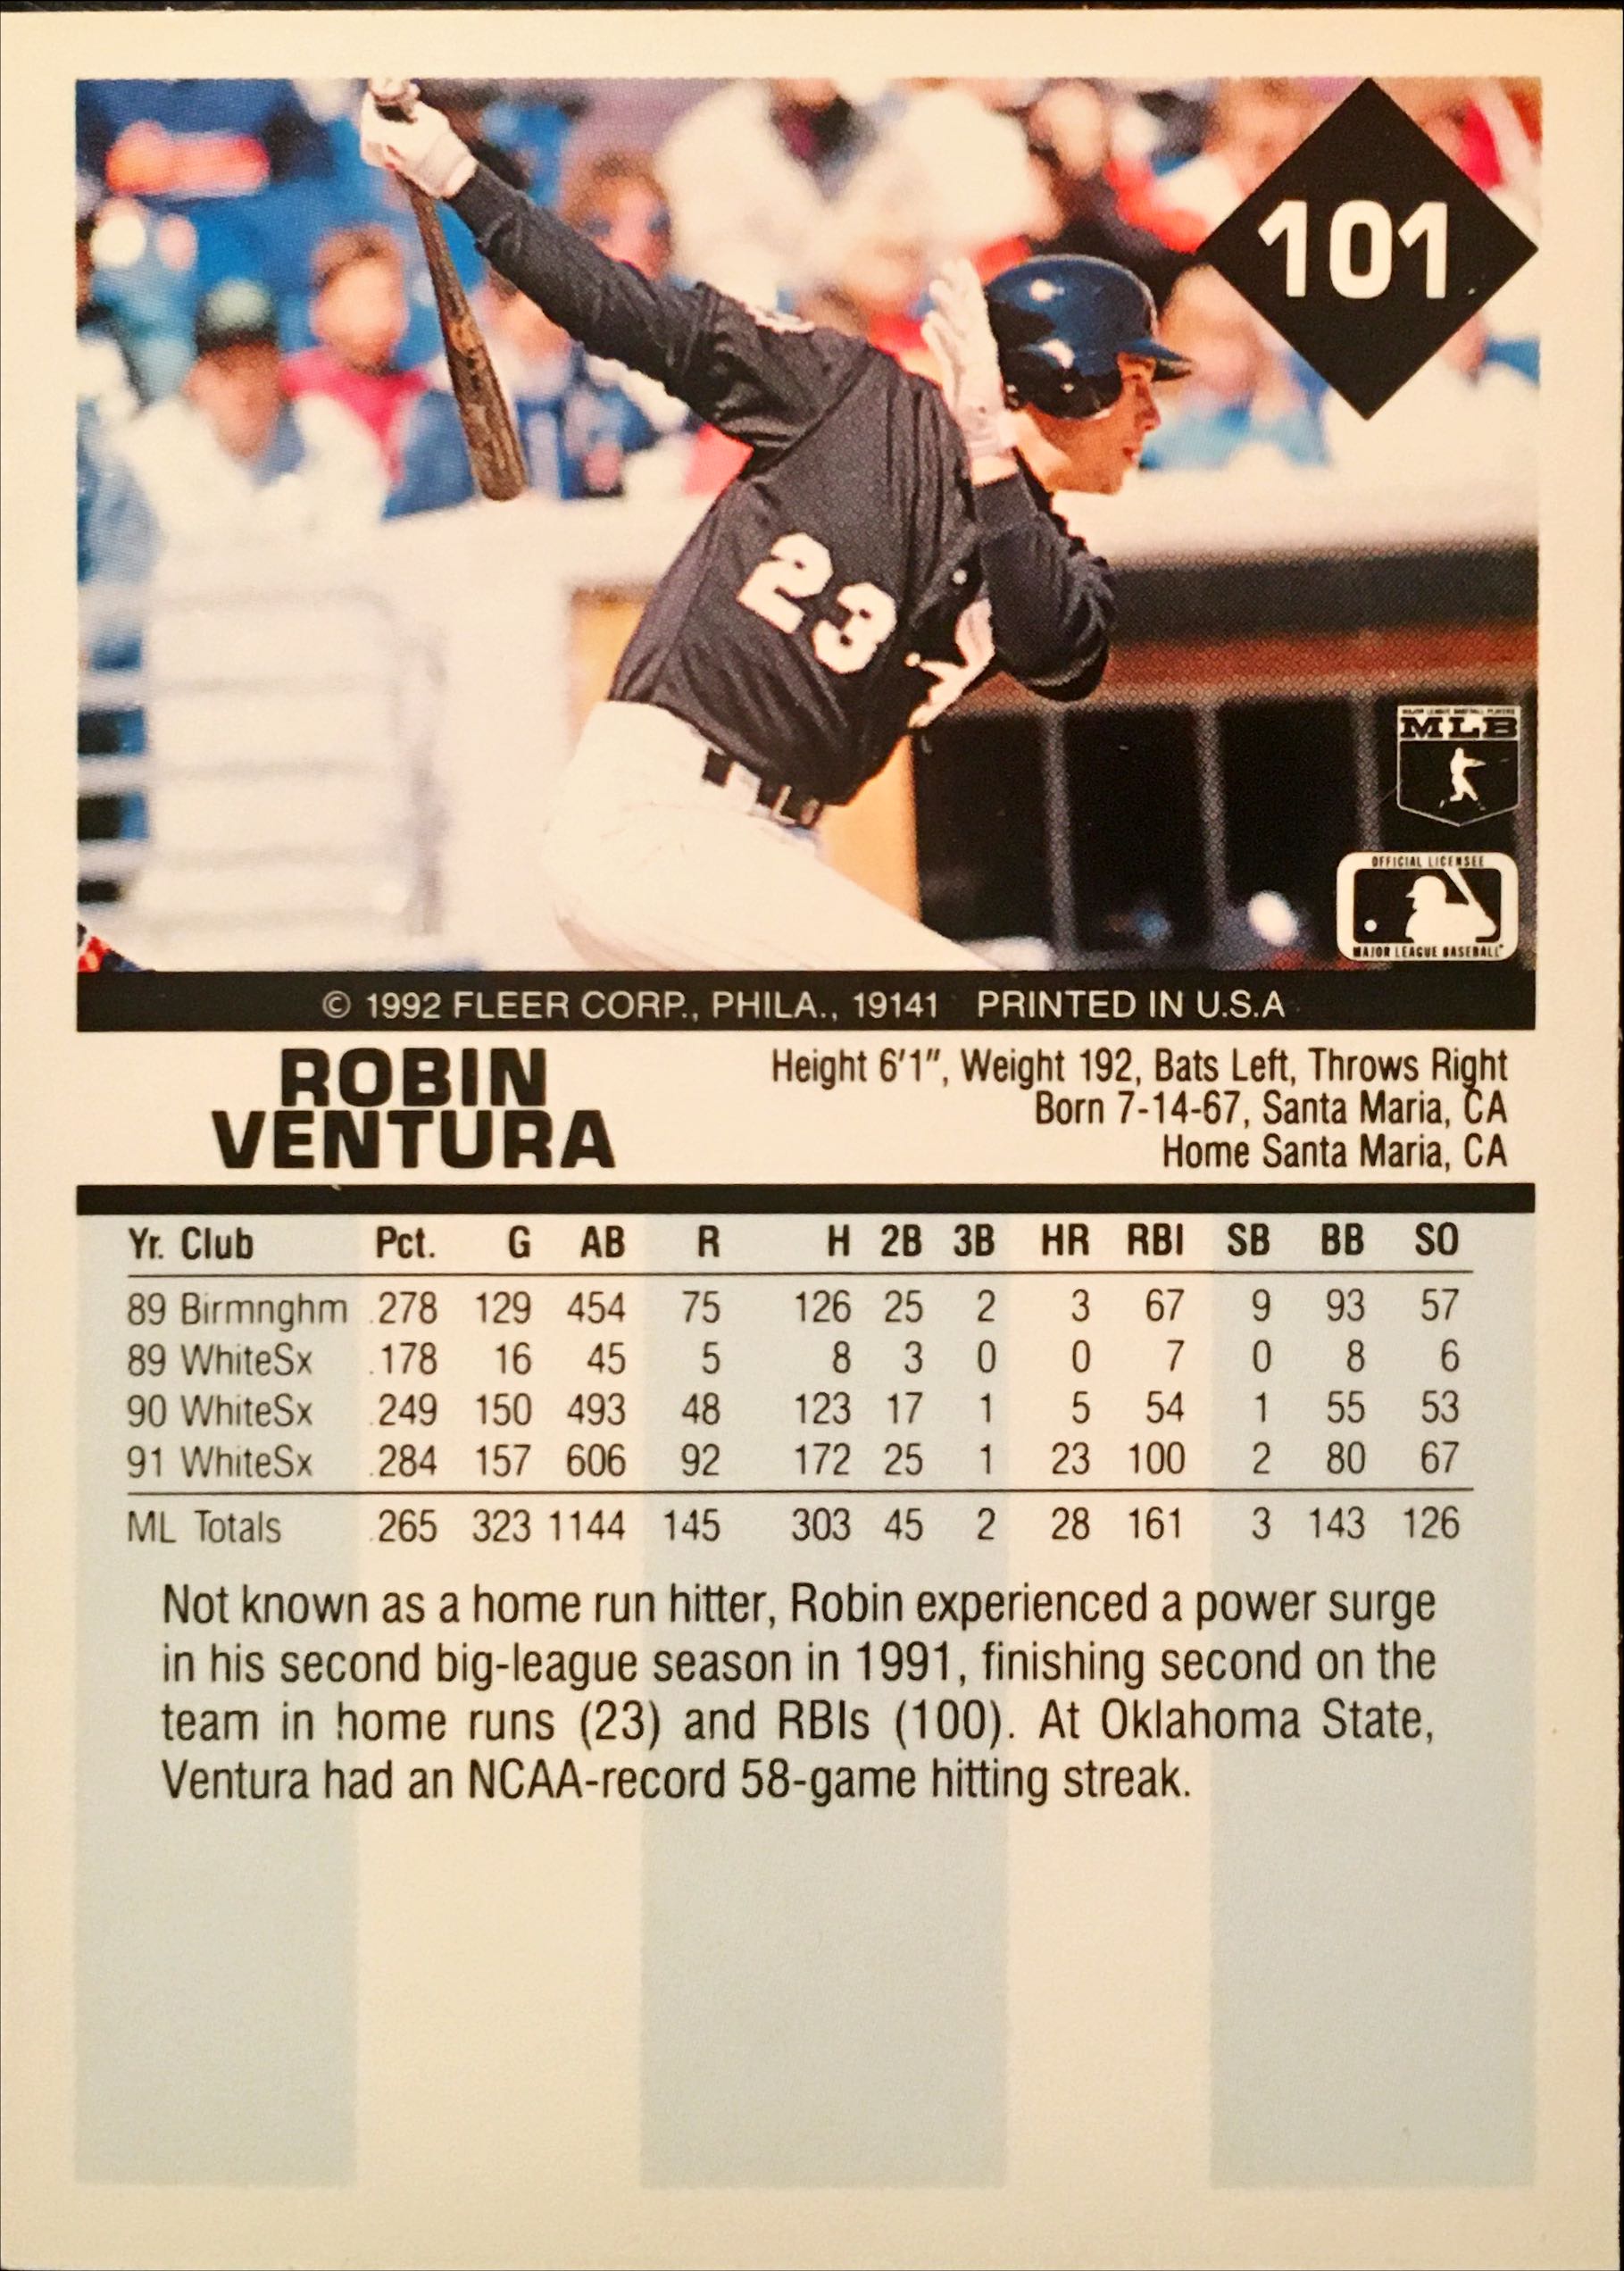 101
23
MAJOR LEAGUE BASEBALL PLAYERS
MLB
OFFICIAL LICENSEE
MAJOR LEAGUE BASEBALL
© 1992 FLEER CORP., PHILA., 19141 PRINTED IN U.S.A
ROBIN
VENTURA
Height 6'1", Weight 192, Bats Left, Throws Right
Born 7-14-67, Santa Maria, CA
Home Santa Maria, CA
Yr. Club Pct. G AB R H 2B 3B HR RBI SB BB SO
89 Birmnghm .278 129 454 75 126 25 2 3 67 9 93 57
89 WhiteSx .178 16 45 5 8 3 0 0 7 0 8 6
90 WhiteSx .249 150 493 48 123 17 1 5 54 1 55 53
91 WhiteSx .284 157 606 92 172 25 1 23 100 2 80 67
ML Totals .265 323 1144 145 303 45 2 28 161 3 143 126
Not known as a home run hitter, Robin experienced a power surge
in his second big-league season in 1991, finishing second on the
team in home runs (23) and RBIs (100). At Oklahoma State,
Ventura had an NCAA-record 58-game hitting streak.